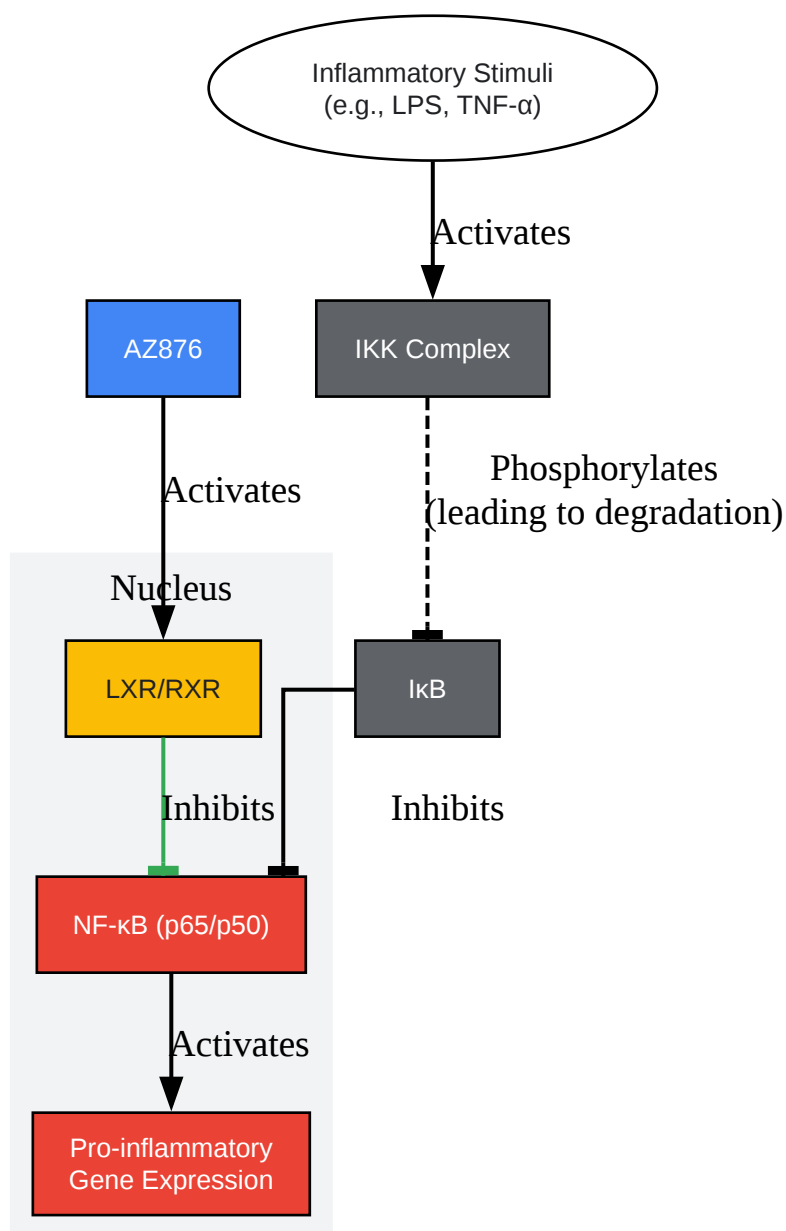 Inflammatory Stimuli
(e.g., LPS, TNF-α)
Activates
AZ876
IKK Complex
Activates
Phosphorylates
(leading to degradation)
Nucleus
LXR/RXR
IκB
Inhibits
Inhibits
NF-κB (p65/p50)
Activates
Pro-inflammatory
Gene Expression